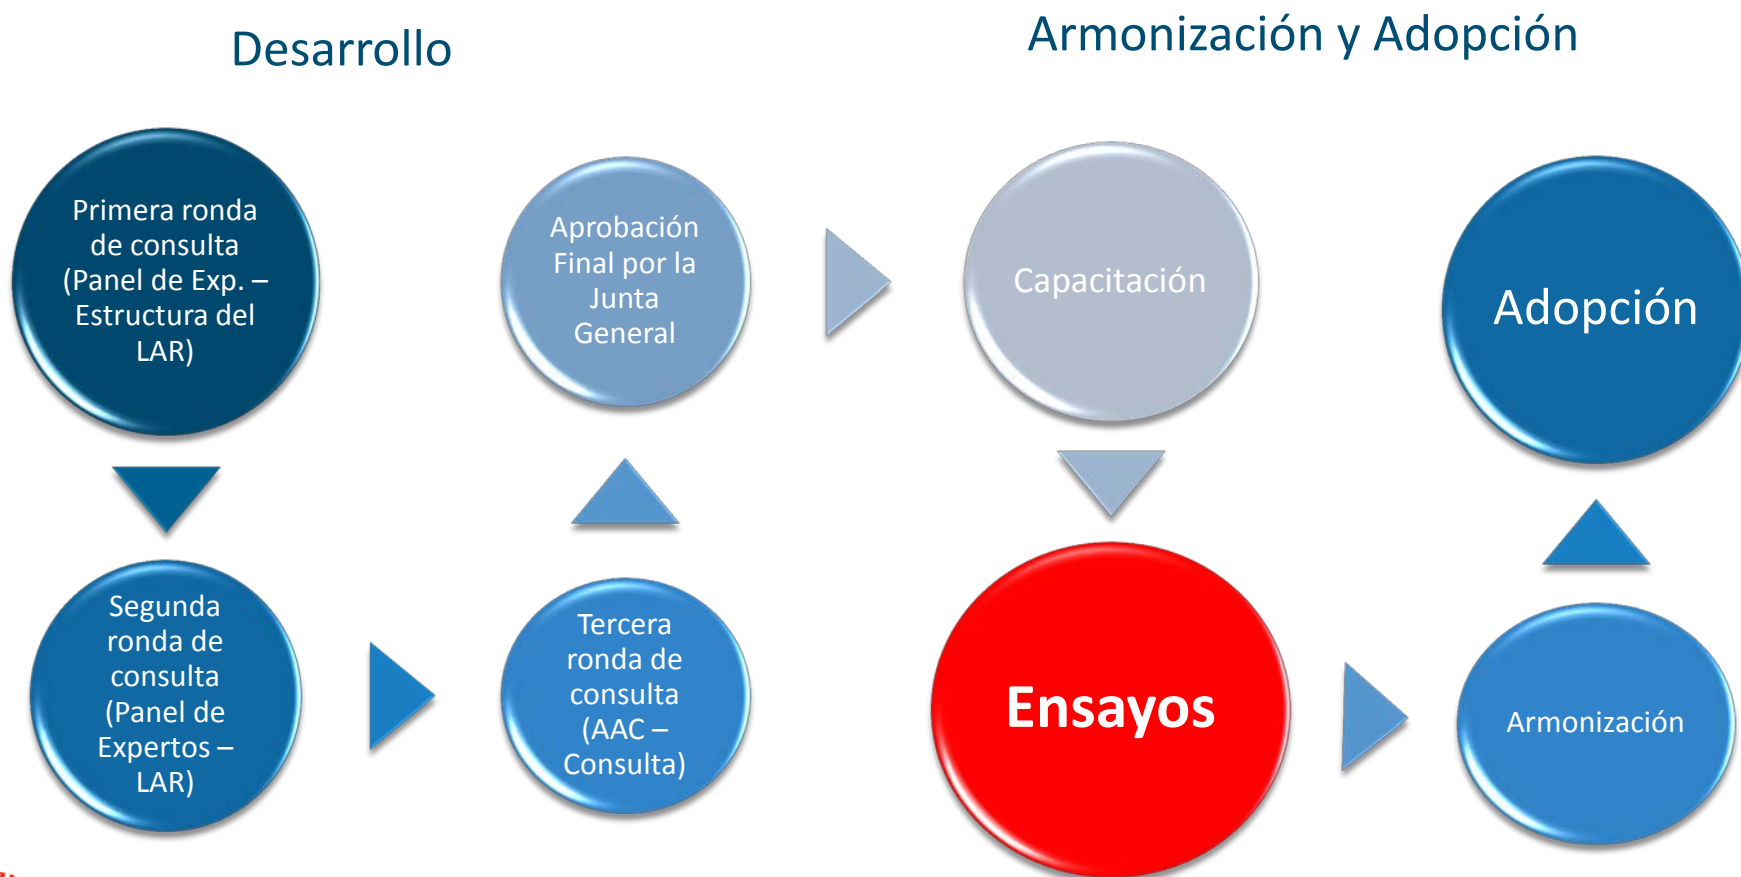 Desarrollo
Armonización y Adopción
Primera ronda
de consulta
(Panel de Exp. –
Estructura del
LAR)
Segunda
ronda de
consulta
(Panel de
Expertos –
LAR)
Tercera
ronda de
consulta
(AAC –
Consulta)
Aprobación
Final por la
Junta
General
Capacitación
Ensayos
Armonización
Adopción